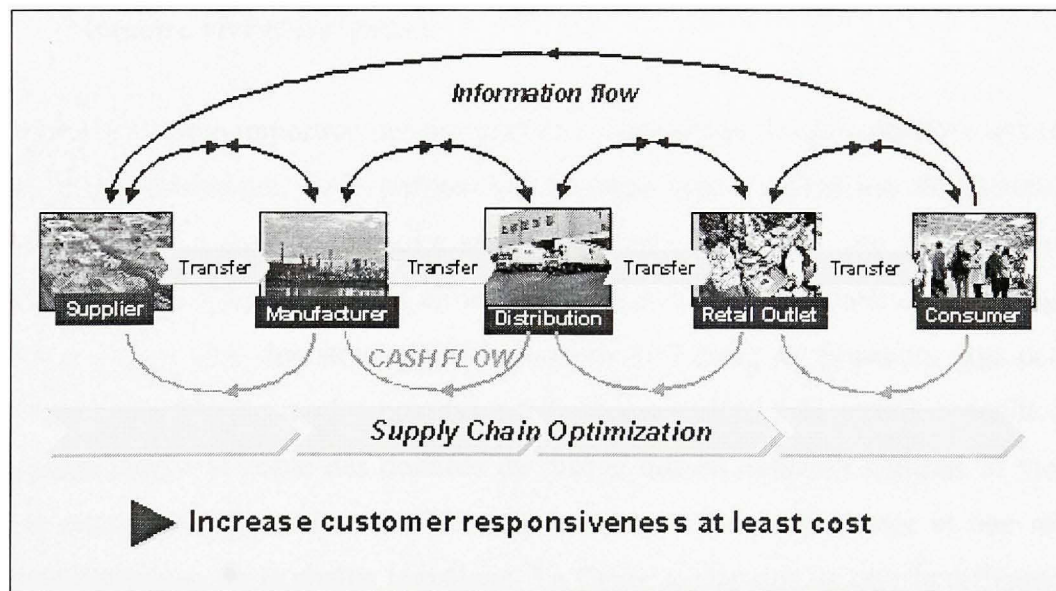 Information flow
Transfer
Transfer
Transfer
Transfer
Supplier
Manufacturer
Distribution
Retail Outlet
Consumer
CASH FLOW
Supply Chain Optimization
Increase customer responsiveness at least cost